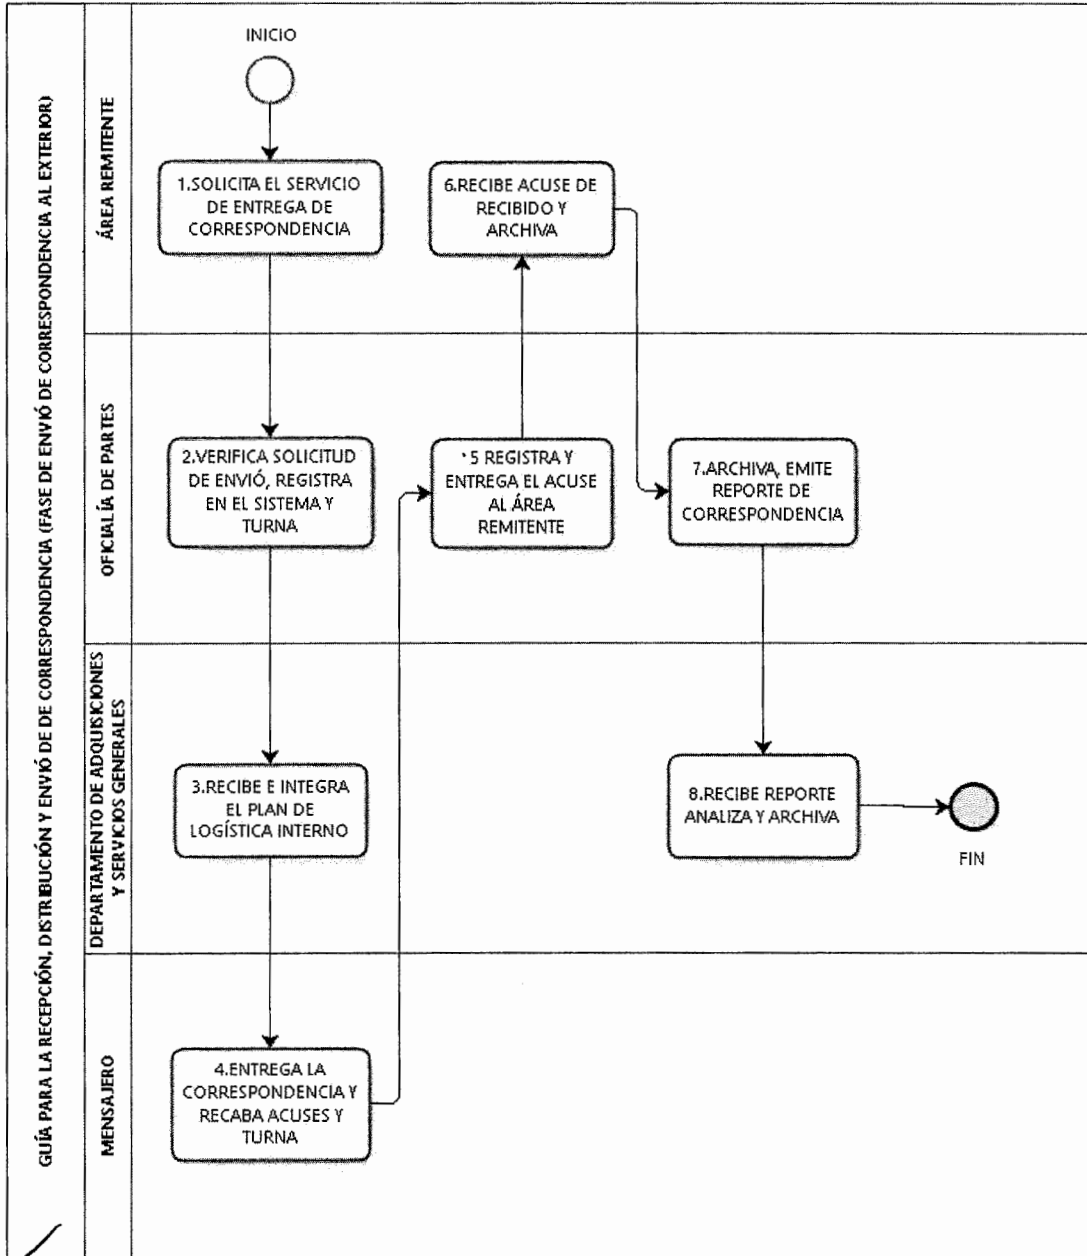 GUÍA PARA LA RECEPCIÓN, DISTRIBUCIÓN Y ENVIÓ DE DE CORRESPONDENCIA (FASE DE ENVIÓ DE CORRESPONDENCIA AL EXTERIOR)
ÁREA REMITENTE
INICIO
1.SOLICITA EL SERVICIO
DE ENTREGA DE
CORRESPONDENCIA
6.RECIBE ACUSE DE
RECIBIDO Y
ARCHIVA
OFICIALÍA DE PARTES
2.VERIFICA SOLICITUD
DE ENVIÓ, REGISTRA
EN EL SISTEMA Y
TURNA
5 REGISTRA Y
ENTREGA EL ACUSE
AL ÁREA
REMITENTE
7.ARCHIVA, EMITE
REPORTE DE
CORRESPONDENCIA
DEPARTAMENTO DE ADQUISICIONES
Y SERVICIOS GENERALES
3.RECIBE E INTEGRA
EL PLAN DE
LOGÍSTICA INTERNO
8.RECIBE REPORTE
ANALIZA Y ARCHIVA
FIN
MENSAJERO
4.ENTREGA LA
CORRESPONDENCIA Y
RECABA ACUSES Y
TURNA